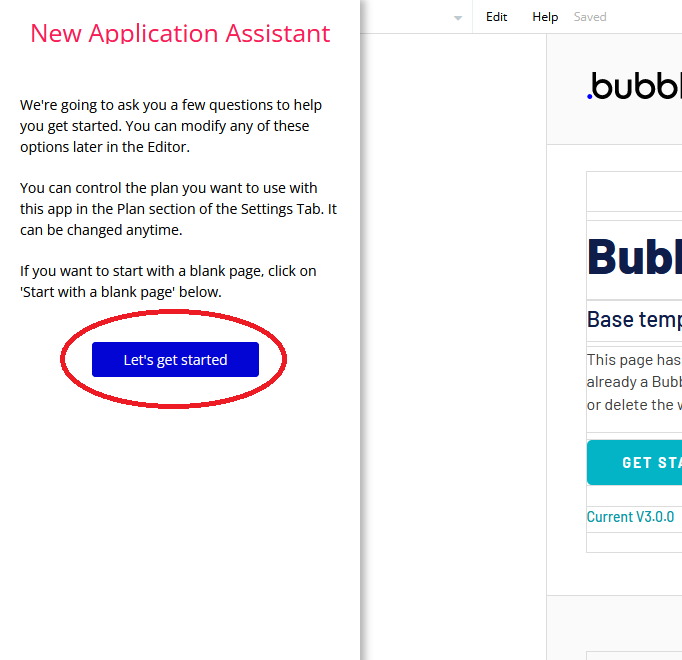 New Application Assistant
We're going to ask you a few questions to help
you get started. You can modify any of these
options later in the Editor.
You can control the plan you want to use with
this app in the Plan section of the Settings Tab. It
can be changed anytime.
If you want to start with a blank page, click on
'Start with a blank page' below.
Let's get started
Edit Help Saved
.bubbl
Bubb
Base temp
This page has
already a Bubb
or delete the w
GET STA
Current V3.0.0